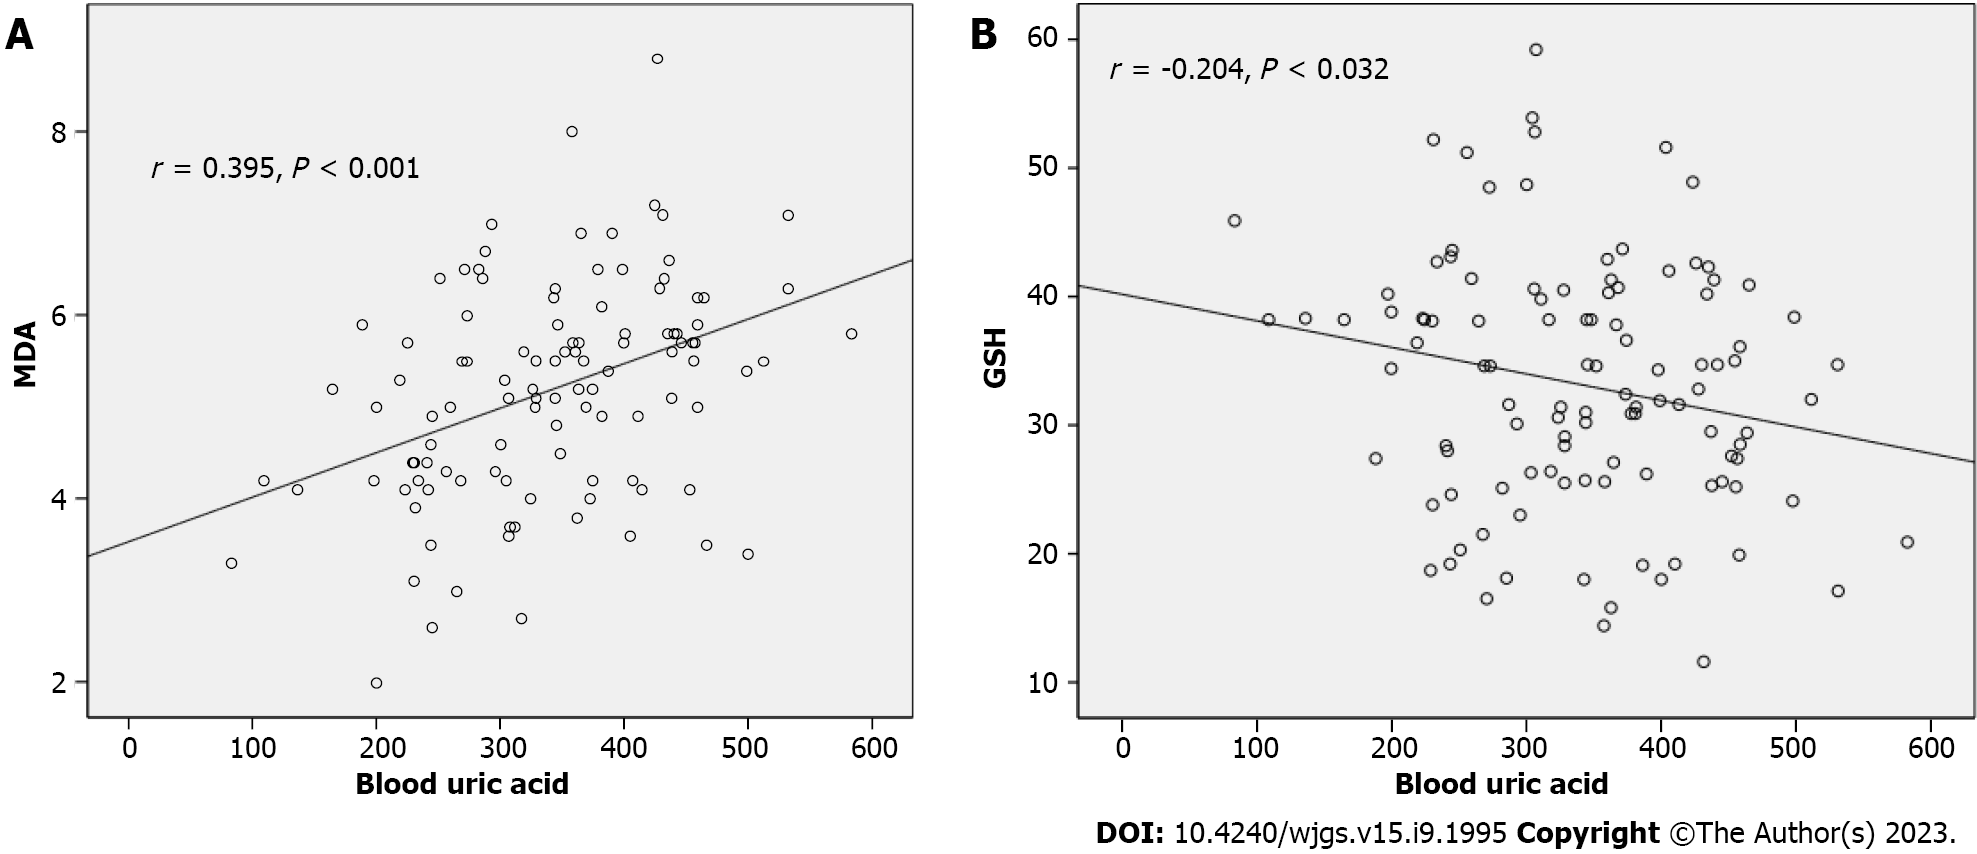 A
r = 0.395, P < 0.001
8
6
4
2
MDA
0 100 200 300 400 500 600
Blood uric acid
B
r = -0.204, P < 0.032
60
50
40
30
20
10
GSH
0 100 200 300 400 500 600
Blood uric acid
DOI: 10.4240/wjgs.v15.i9.1995 Copyright ©The Author(s) 2023.